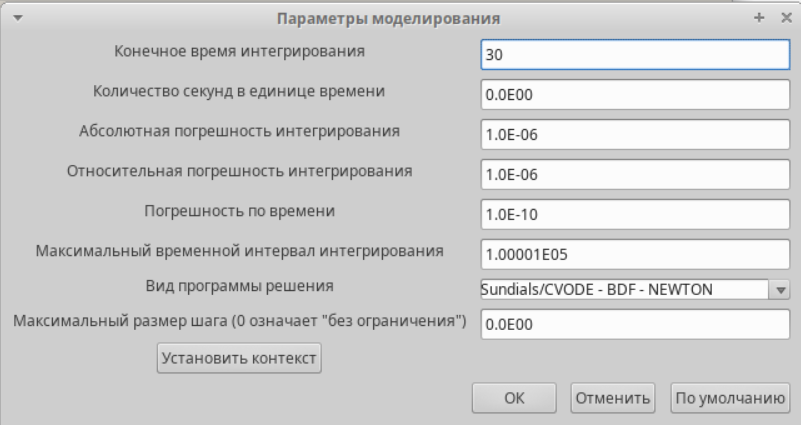 Параметры моделирования
Конечное время интегрирования 30
Количество секунд в единице времени 0.0E00
Абсолютная погрешность интегрирования 1.0E-06
Относительная погрешность интегрирования 1.0E-06
Погрешность по времени 1.0E-10
Максимальный временной интервал интегрирования 1.00001E05
Вид программы решения Sundials/CVODE - BDF - NEWTON
Максимальный размер шага (0 означает "без ограничения") 0.0E00
Установить контекст
ОК Отменить По умолчанию